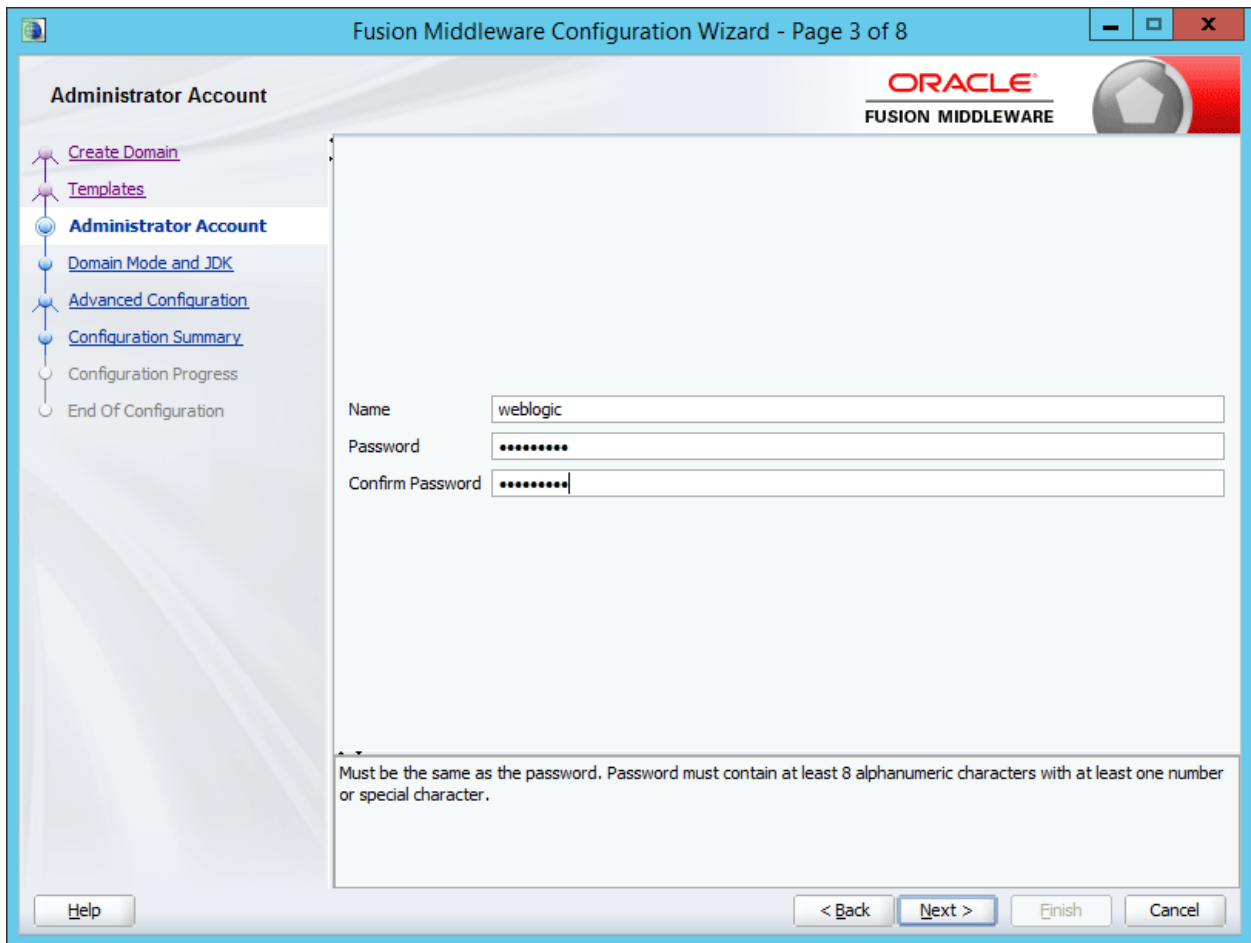 Fusion Middleware Configuration Wizard - Page 3 of 8
Administrator Account
ORACLE
FUSION MIDDLEWARE
Create Domain
Templates
Administrator Account
Domain Mode and JDK
Advanced Configuration
Configuration Summary
Configuration Progress
End Of Configuration
Name weblogic
Password •••••••••
Confirm Password •••••••••
Must be the same as the password. Password must contain at least 8 alphanumeric characters with at least one number
or special character.
Help < Back Next > Finish Cancel